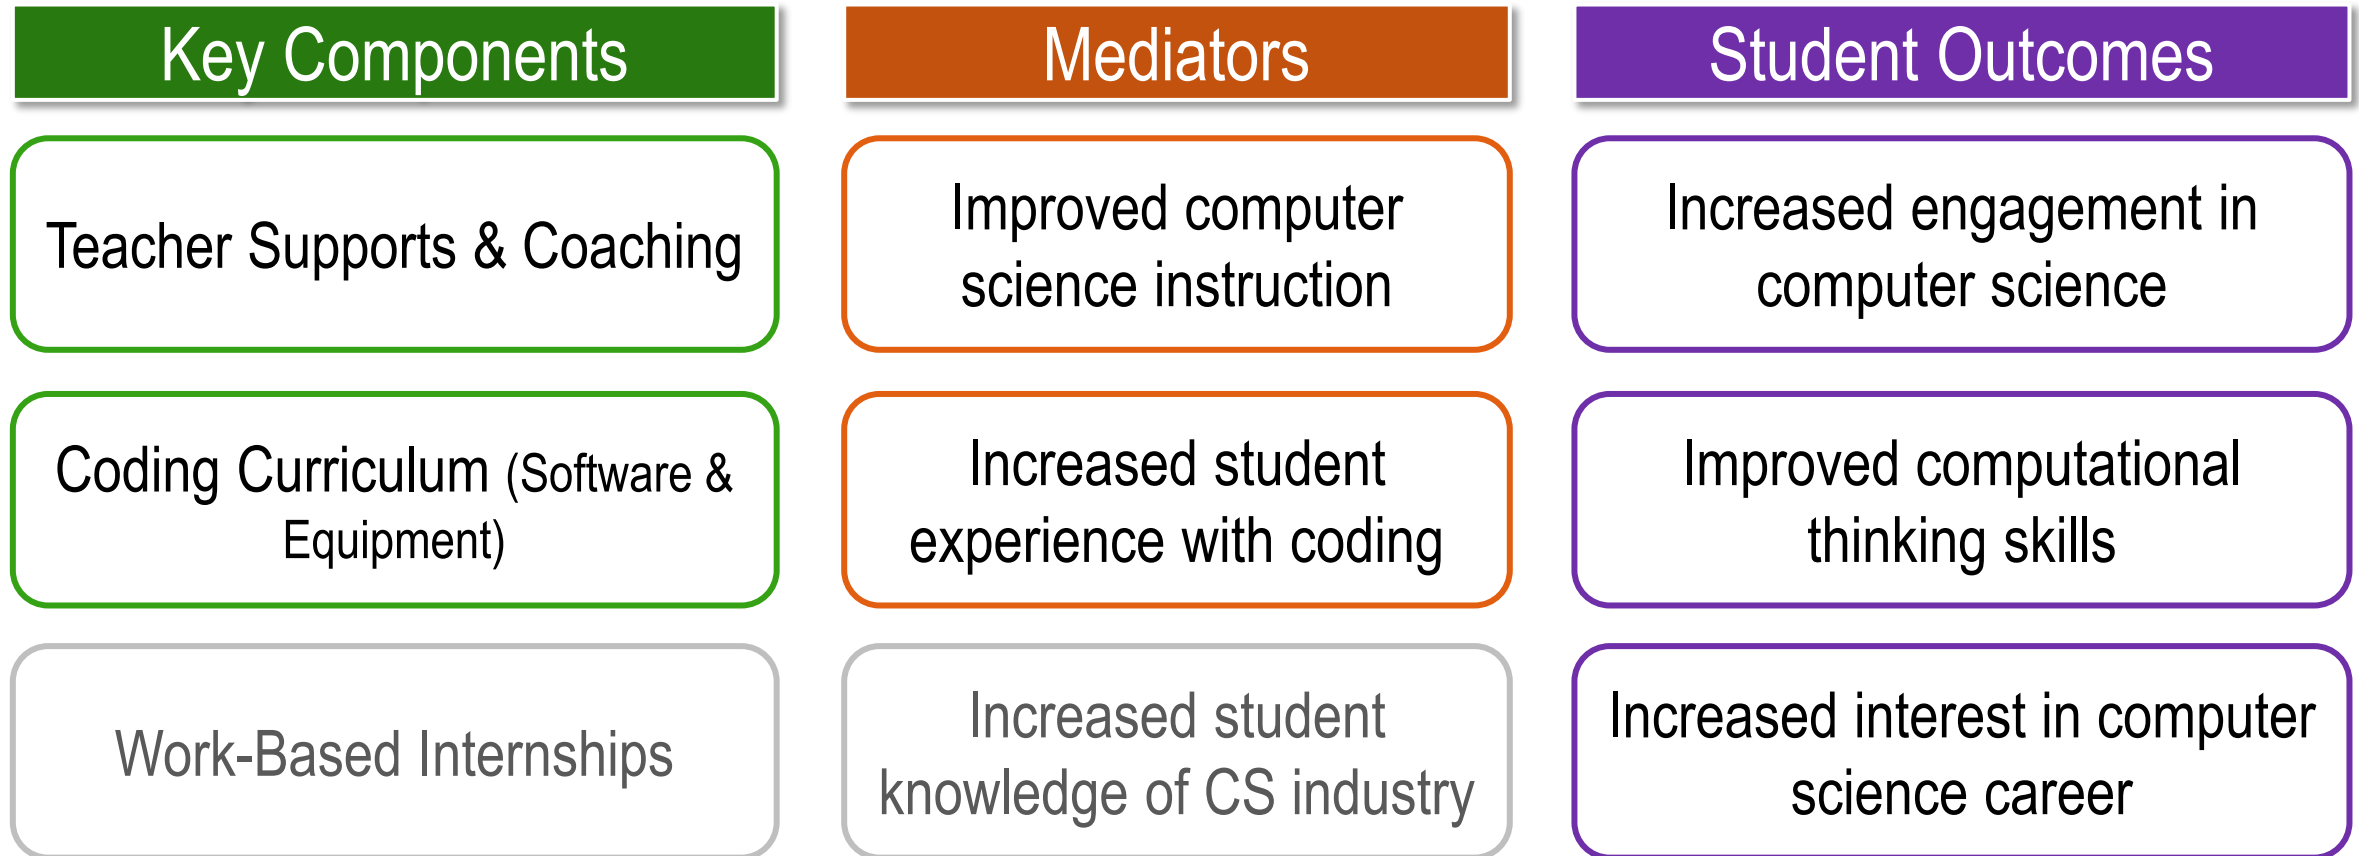 Key Components
Mediators
Student Outcomes
Teacher Supports & Coaching
Improved computer
science instruction
Increased engagement in
computer science
Coding Curriculum (Software &
Equipment)
Increased student
experience with coding
Improved computational
thinking skills
Work-Based Internships
Increased student
knowledge of CS industry
Increased interest in computer
science career